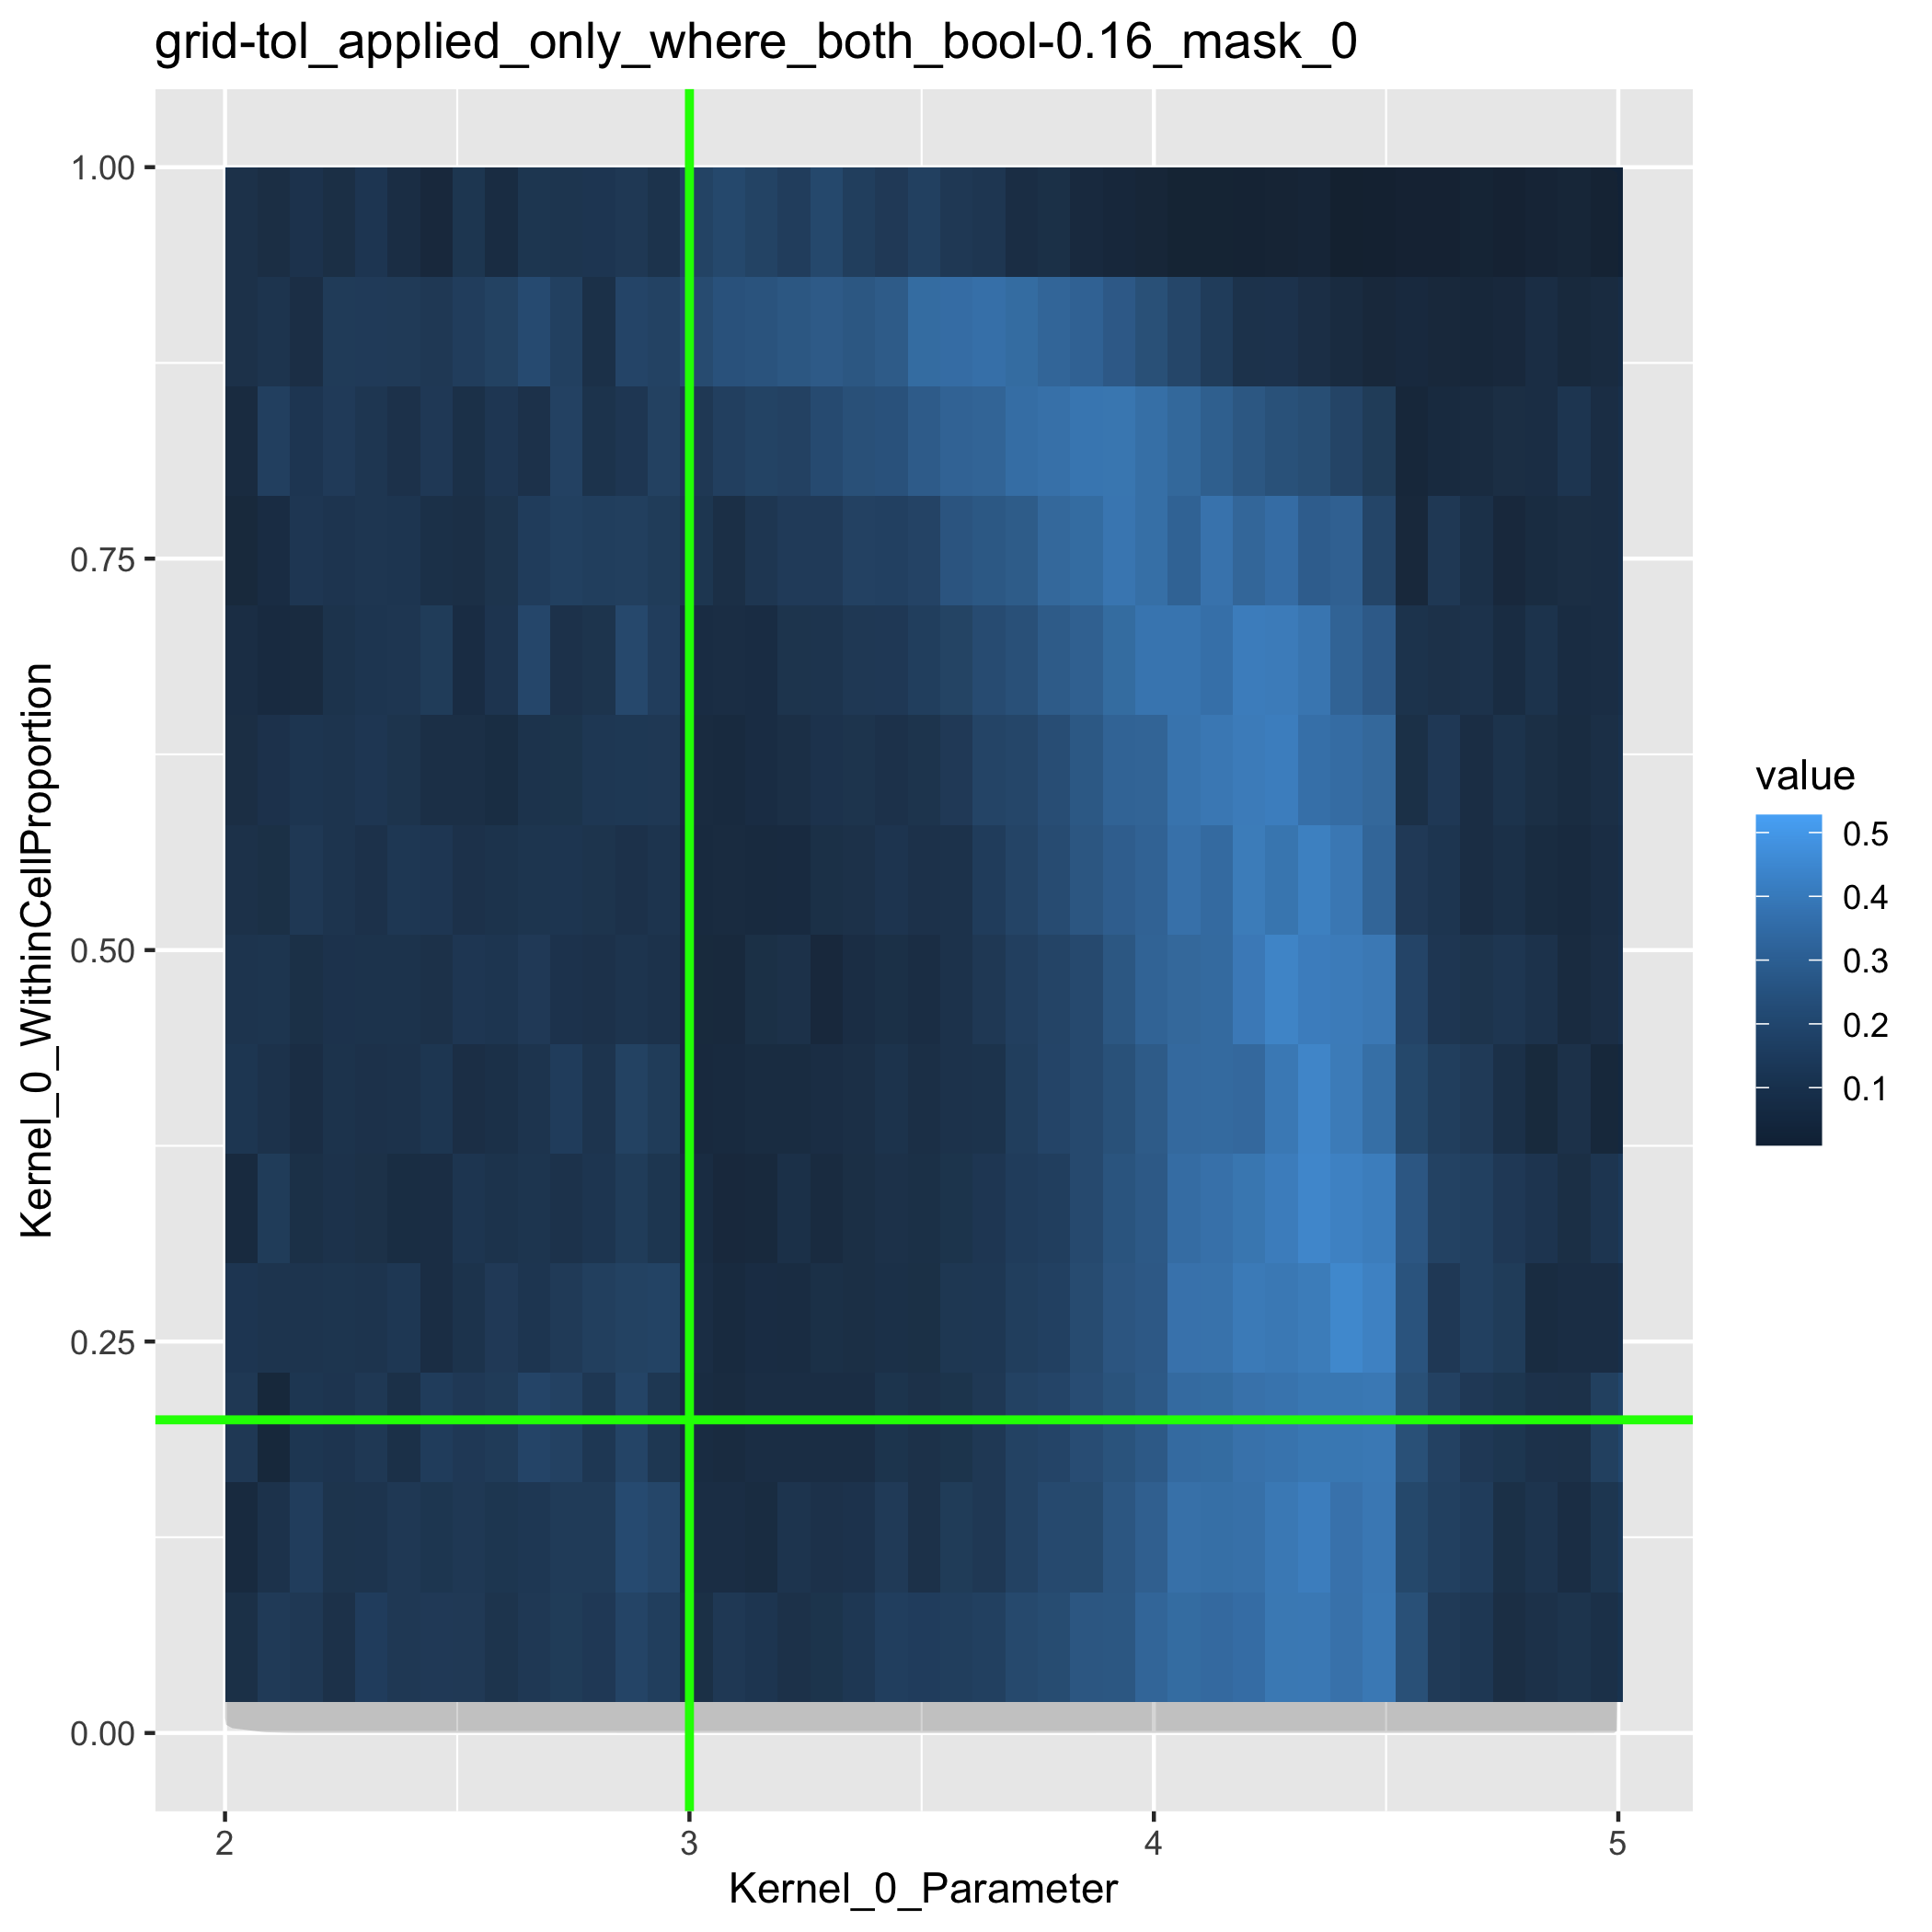 grid-tol_applied_only_where_both_bool-0.16_mask_0
1.00
0.75
0.50
0.25
0.00
Kernel_0_WithinCellProportion
2 3 4 5
Kernel_0_Parameter
value
0.5
0.4
0.3
0.2
0.1